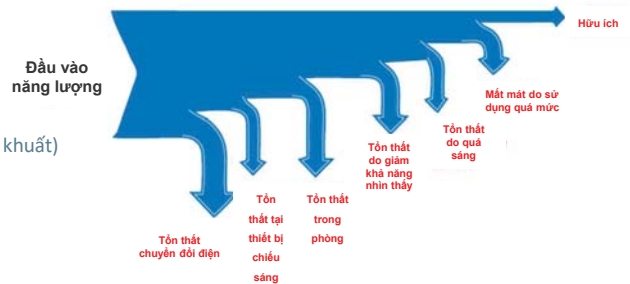 Hữu ích
Đầu vào
năng lượng
khuất)
Mất mát do sử
dụng quá mức
Tổn thất
do quá
sáng
Tổn thất
do giảm
khả năng
nhìn thấy
Tổn
thất tại
thiết bị
chiếu
sáng
Tổn thất
trong
phòng
Tổn thất
chuyển đổi điện